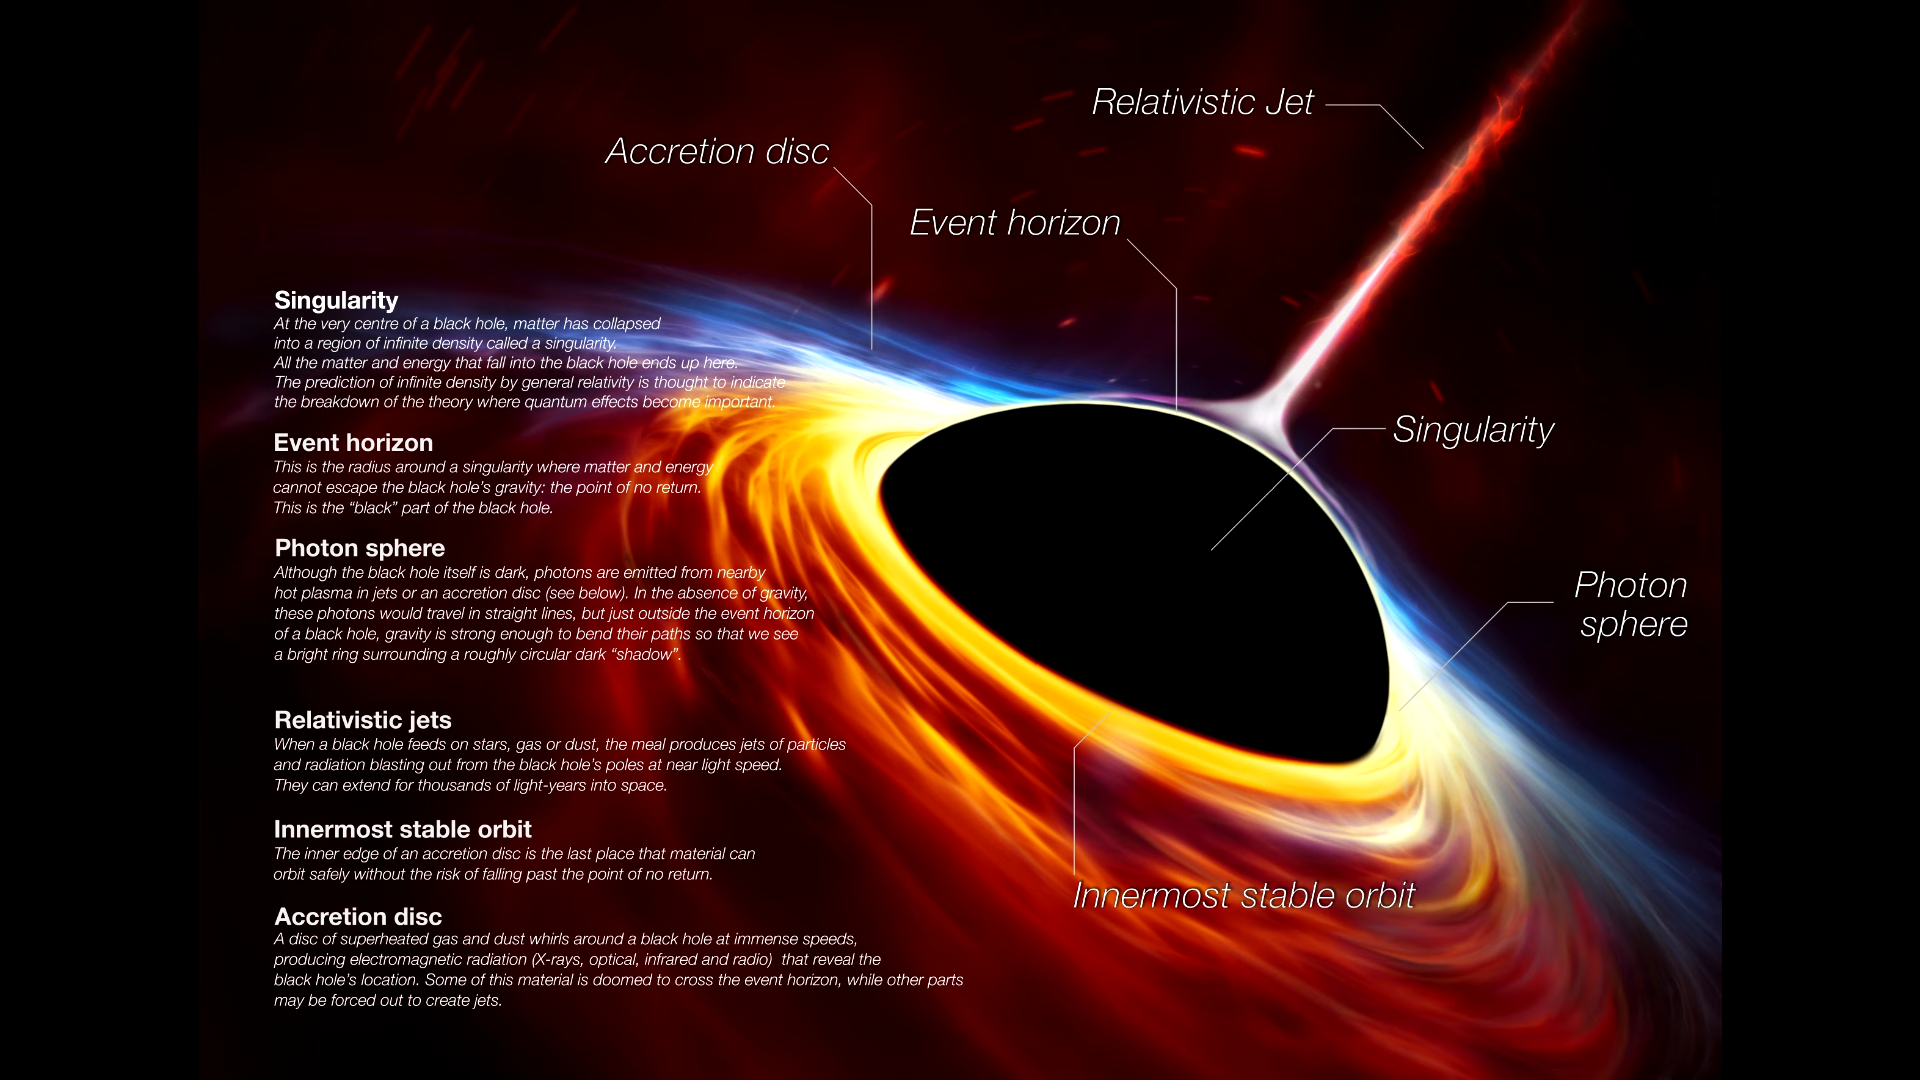 Relativistic Jet
Accretion disc
Event horizon
Singularity
At the very centre of a black hole, matter has collapsed
into a region of infinite density called a singularity.
All the matter and energy that fall into the black hole ends up here.
The prediction of infinite density by general relativity is thought to indicate
the breakdown of the theory where quantum effects become important.
Event horizon
This is the radius around a singularity where matter and energy
cannot escape the black hole's gravity: the point of no return.
This is the “black” part of the black hole.
Photon sphere
Although the black hole itself is dark, photons are emitted from nearby
hot plasma in jets or an accretion disc (see below). In the absence of gravity,
these photons would travel in straight lines, but just outside the event horizon
of a black hole, gravity is strong enough to bend their paths so that we see
a bright ring surrounding a roughly circular dark “shadow”.
Relativistic jets
When a black hole feeds on stars, gas or dust, the meal produces jets of particles
and radiation blasting out from the black hole's poles at near light speed.
They can extend for thousands of light-years into space.
Innermost stable orbit
The inner edge of an accretion disc is the last place that material can
orbit safely without the risk of falling past the point of no return.
Accretion disc
A disc of superheated gas and dust whirls around a black hole at immense speeds,
producing electromagnetic radiation (X-rays, optical, infrared and radio)  that reveal the
black hole's location. Some of this material is doomed to cross the event horizon, while other parts
may be forced out to create jets.
Singularity
Photon
sphere
Innermost stable orbit